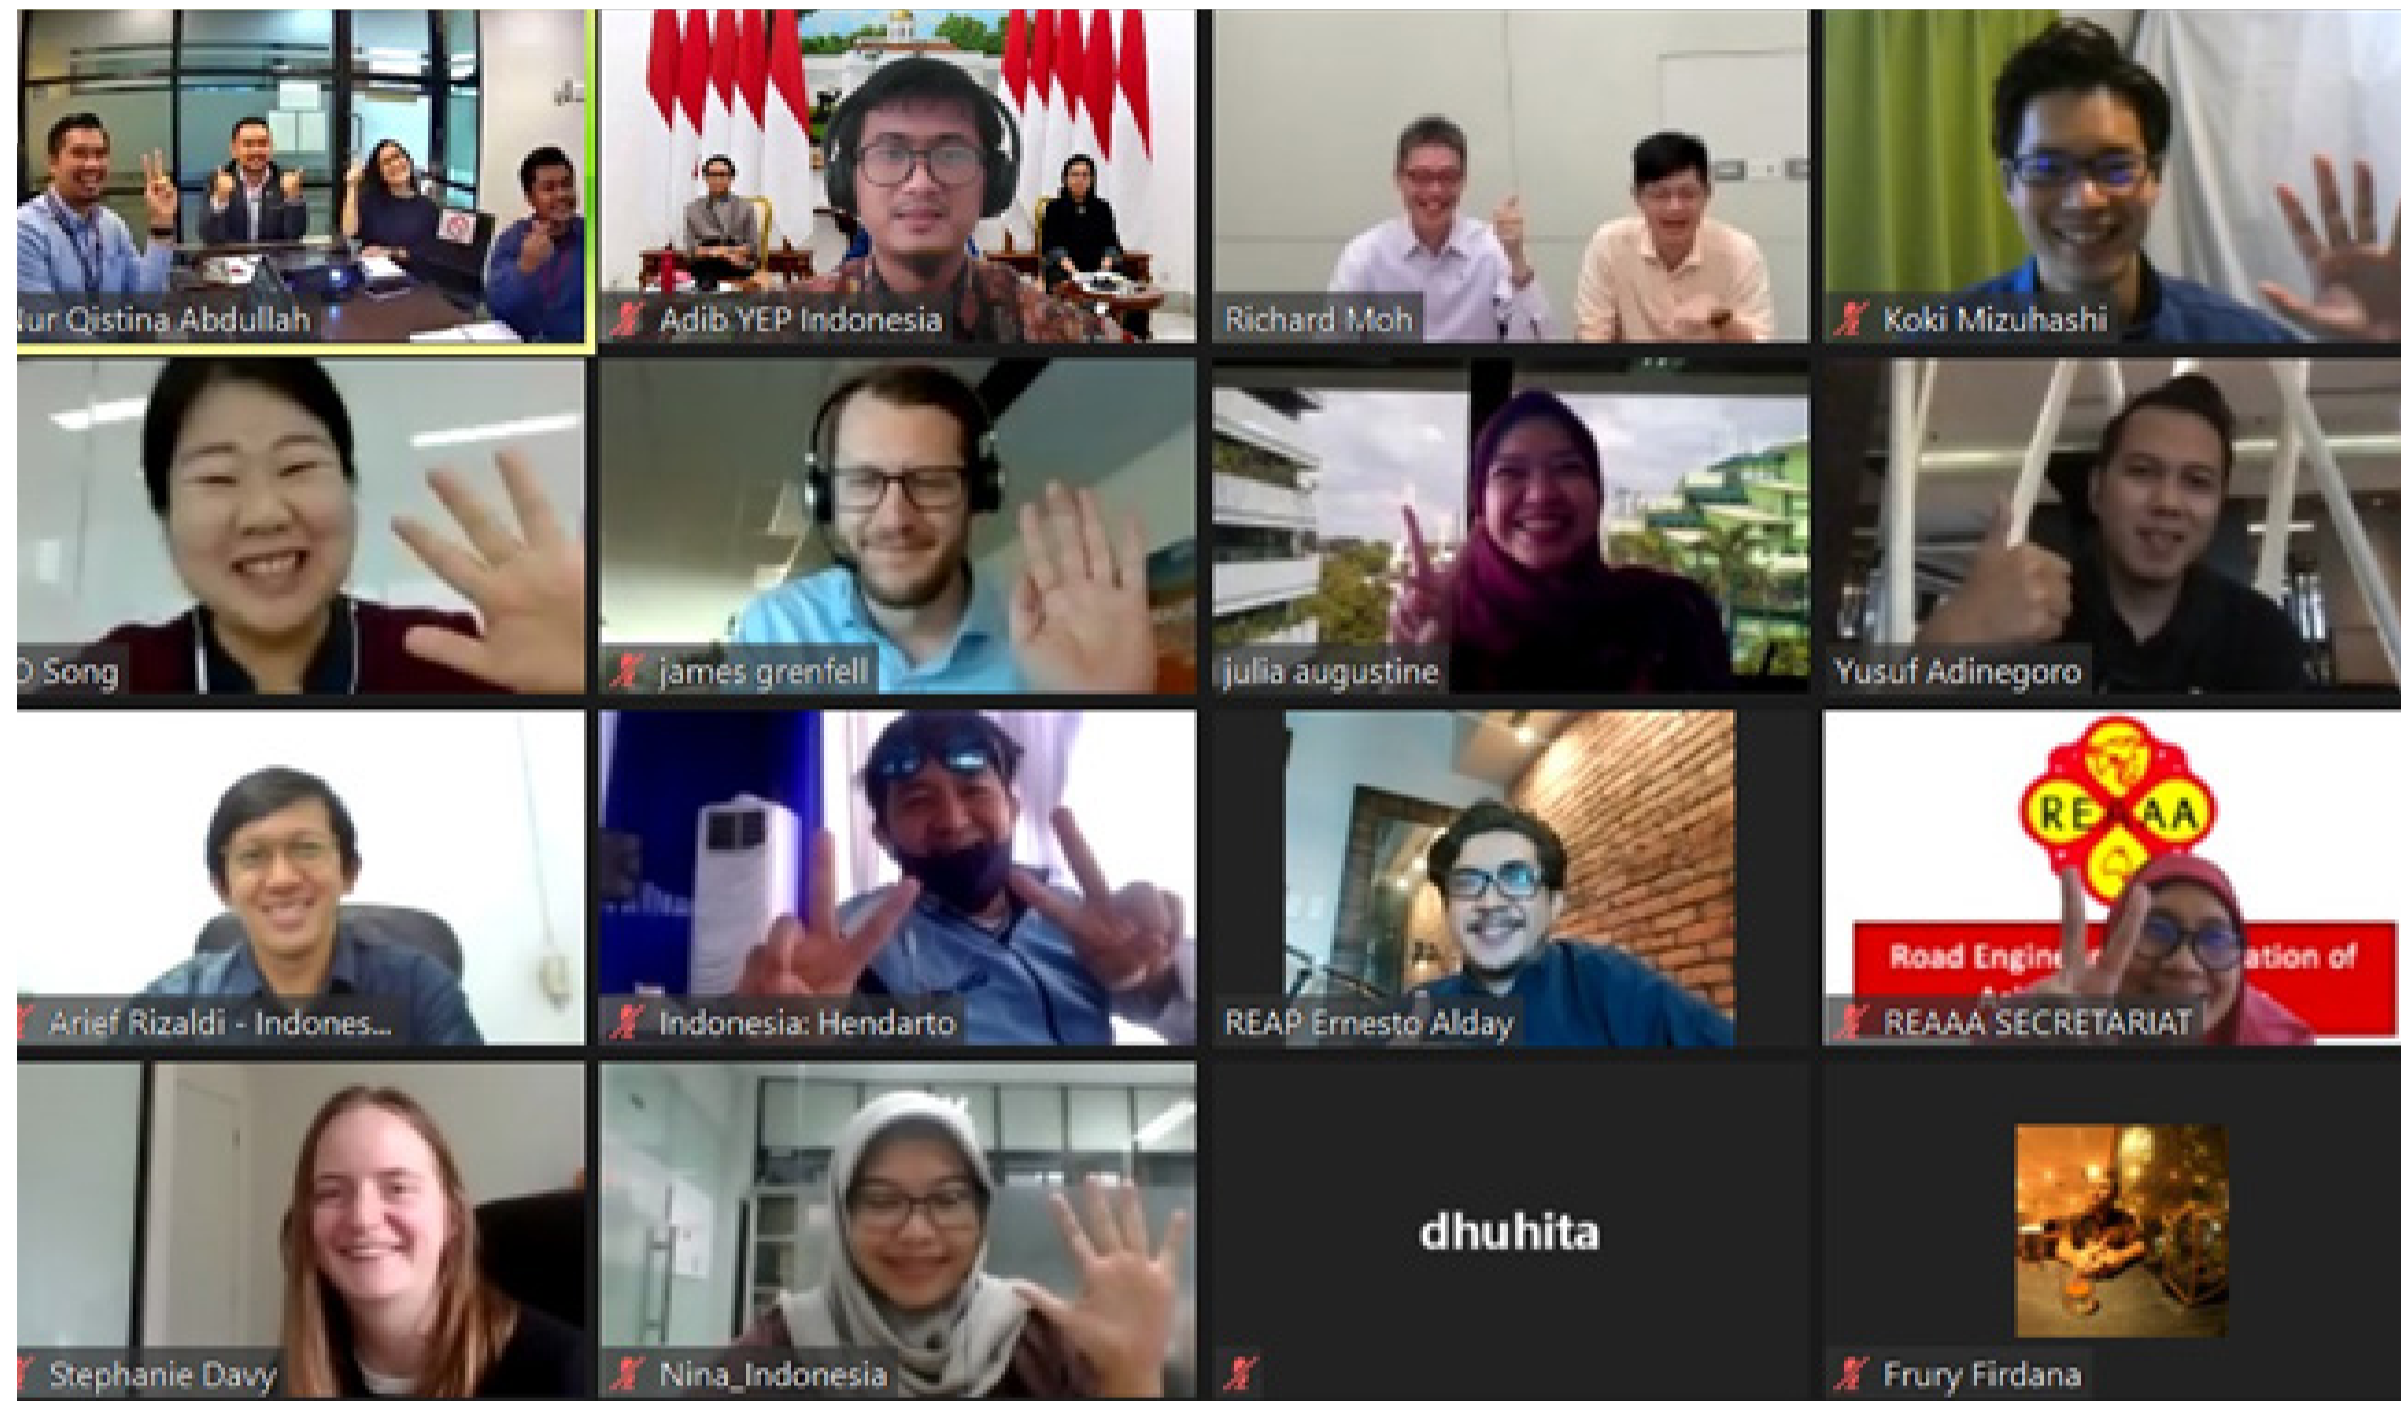 Nur Qistina Abdullah
Adib YEP Indonesia
Richard Moh
Koki Mizuhashi
Song
james grenfell
julia augustine
Yusuf Adinegoro
REAAA
Road Engine
ation of
Arief Rizaldi - Indones...
Indonesia: Hendarto
REAP Ernesto Alday
REAAA SECRETARIAT
dhuhita
Stephanie Davy
Nina_Indonesia
Frury Firdana